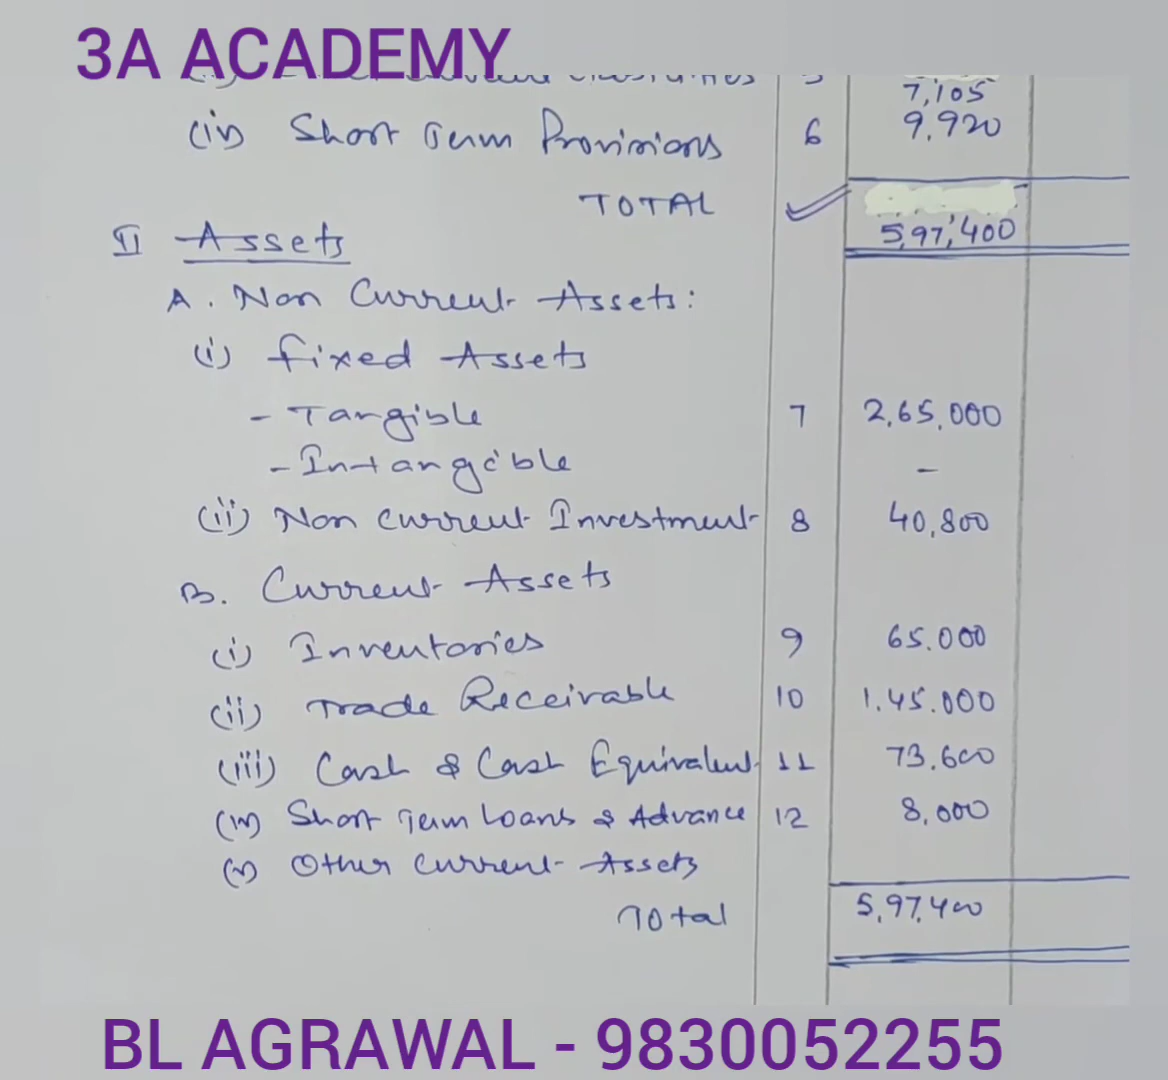 3A ACADEMY
5
7,105
(iv) Short Term Provisions 6 9,920
TOTAL 5,97,400
II Assets
A. Non Current Assets:
(i) Fixed Assets
- Tangible 7 2,65,000
- Intangible -
(ii) Non Current Investment 8 40,800
B. Current Assets
(i) Inventories 9 65.000
(ii) Trade Receivable 10 1.45.000
(iii) Cash & Cash Equivalent 11 73.600
(iv) Short Term Loans & Advance 12 8,000
(v) Other Current Assets
Total 5,97,400
BL AGRAWAL - 9830052255